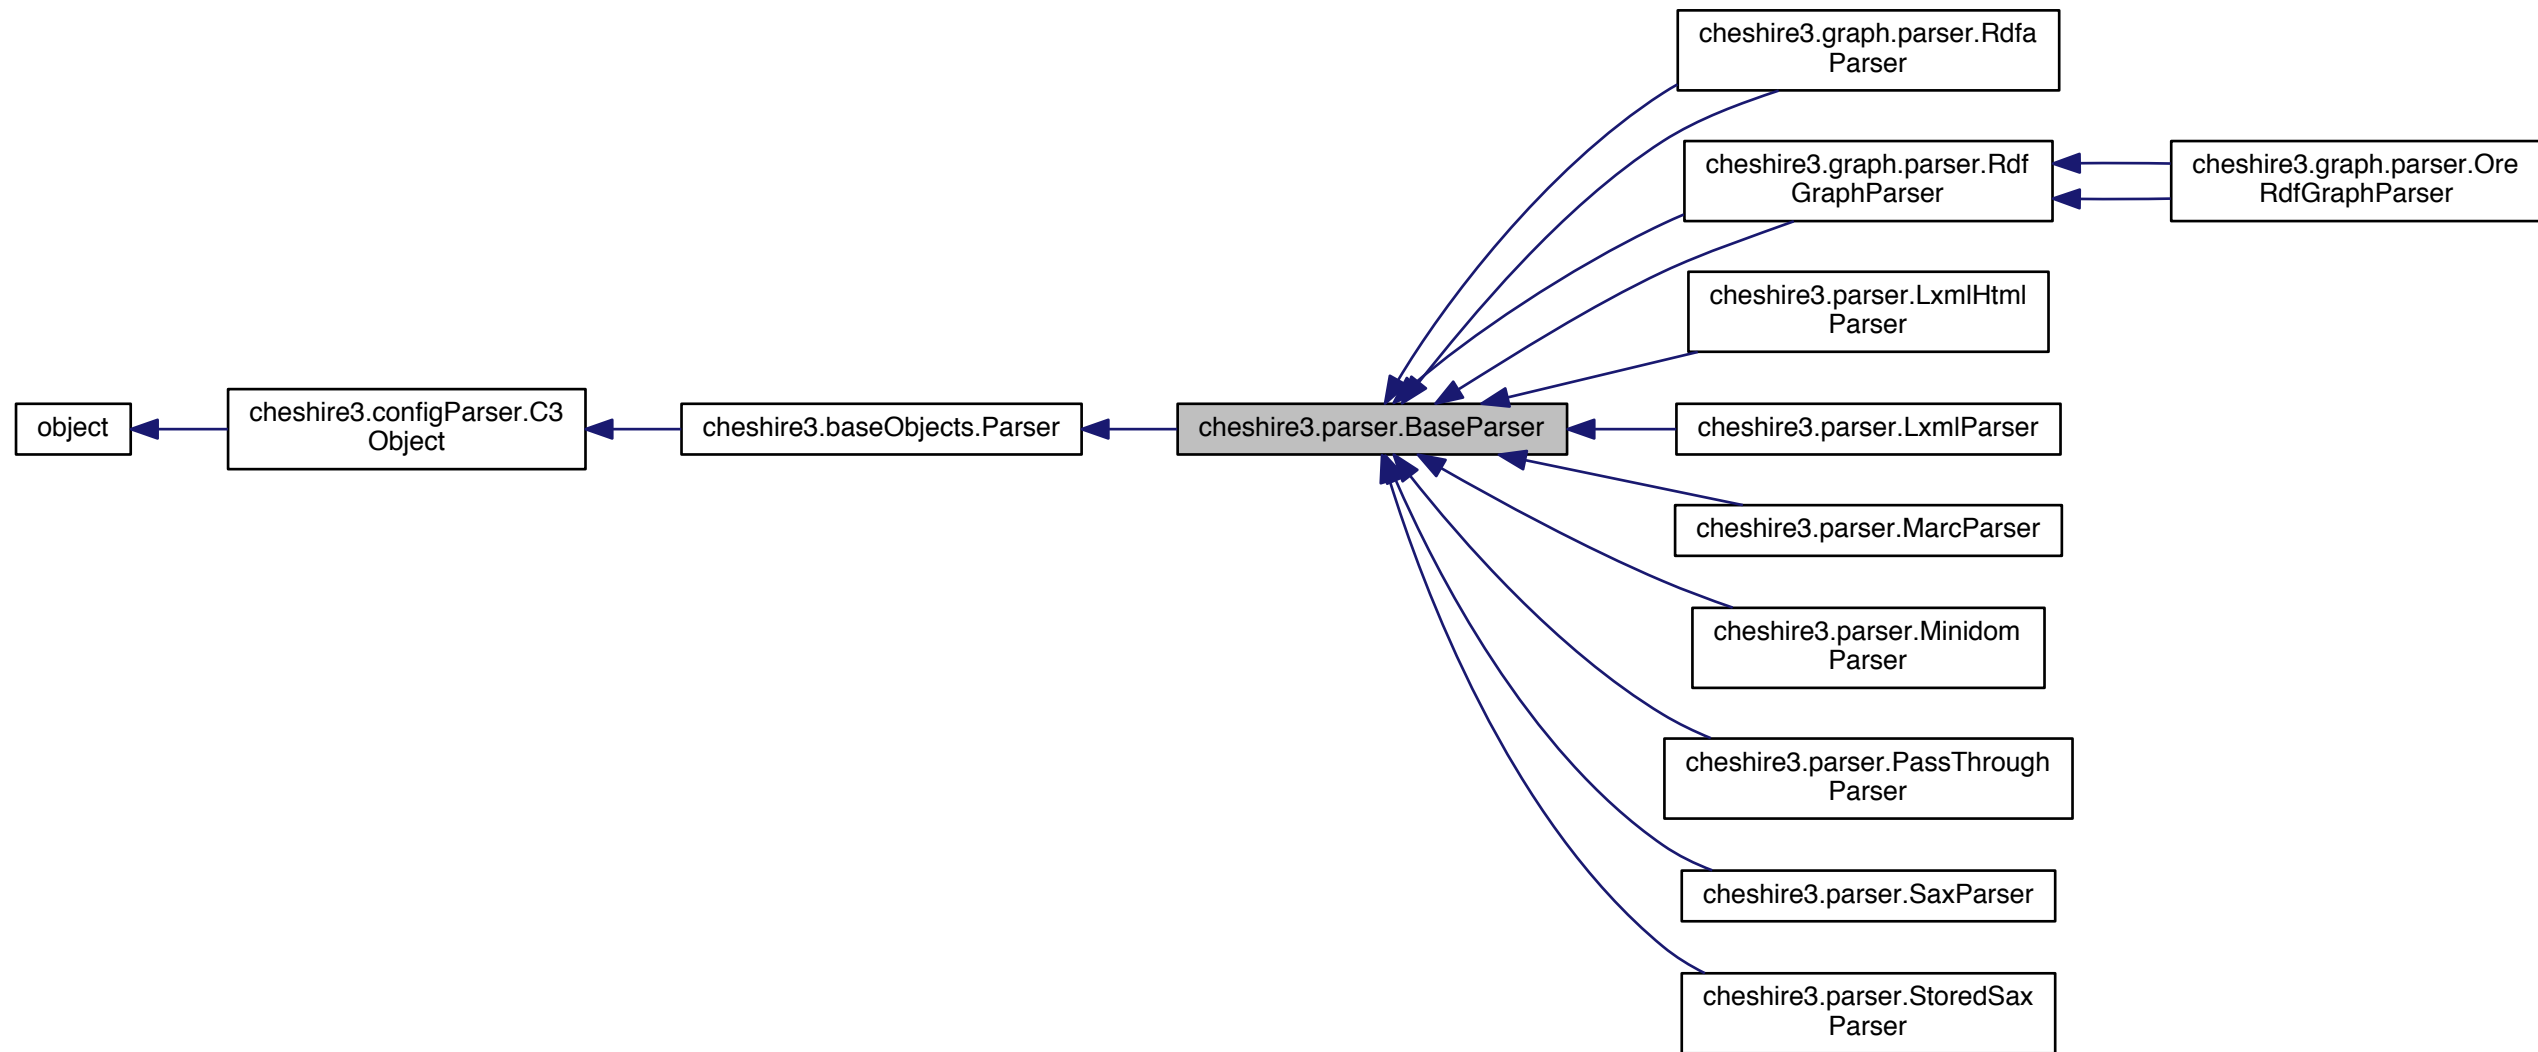 object
cheshire3.configParser.C3
Object
cheshire3.baseObjects.Parser
cheshire3.parser.BaseParser
cheshire3.graph.parser.Rdfa
Parser
cheshire3.graph.parser.Rdf
GraphParser
cheshire3.graph.parser.Ore
RdfGraphParser
cheshire3.parser.LxmlHtml
Parser
cheshire3.parser.LxmlParser
cheshire3.parser.MarcParser
cheshire3.parser.Minidom
Parser
cheshire3.parser.PassThrough
Parser
cheshire3.parser.SaxParser
cheshire3.parser.StoredSax
Parser